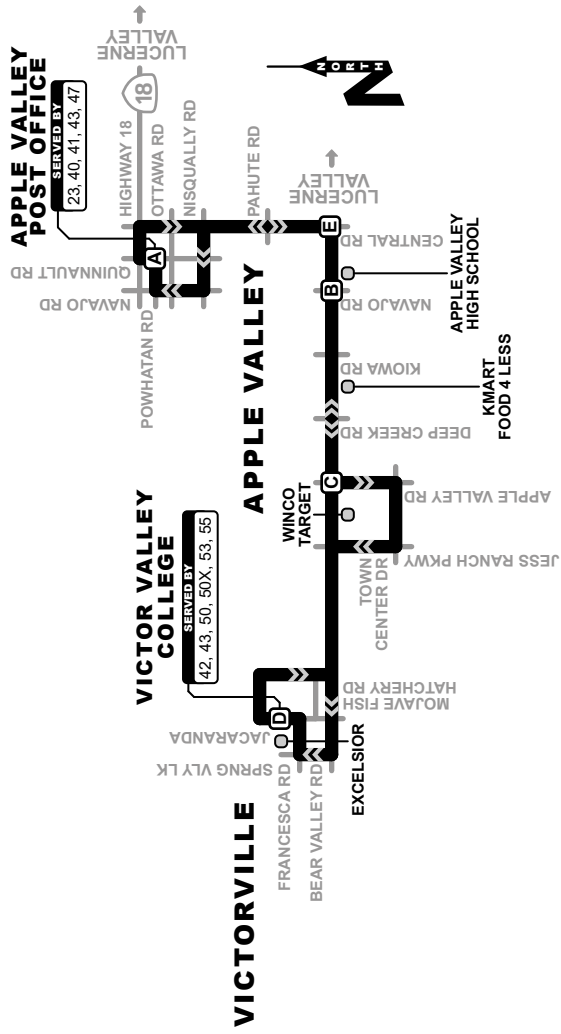 APPLE VALLEY
POST OFFICE
SERVED BY
23, 40, 41, 43, 47
LUCERNE
VALLEY
18
HIGHWAY 18
OTTAWA RD
NISQUALLY RD
PAHUTE RD
NORTH
N
QUINNAULT RD
NAVAJO RD
POWHATAN RD
A
LUCERNE
VALLEY
E
CENTRAL RD
APPLE VALLEY
HIGH SCHOOL
B
NAVAJO RD
APPLE VALLEY
KIOWA RD
KMART
FOOD 4 LESS
DEEP CREEK RD
C
APPLE VALLEY RD
WINCO
TARGET
TOWN
CENTER DR
JESS RANCH PKWY
VICTOR VALLEY
COLLEGE
SERVED BY
42, 43, 50, 50X, 53, 55
MOJAVE FISH
HATCHERY RD
D
JACARANDA
SPRNG VLY LK
EXCELSIOR
FRANCESCA RD
BEAR VALLEY RD
VICTORVILLE